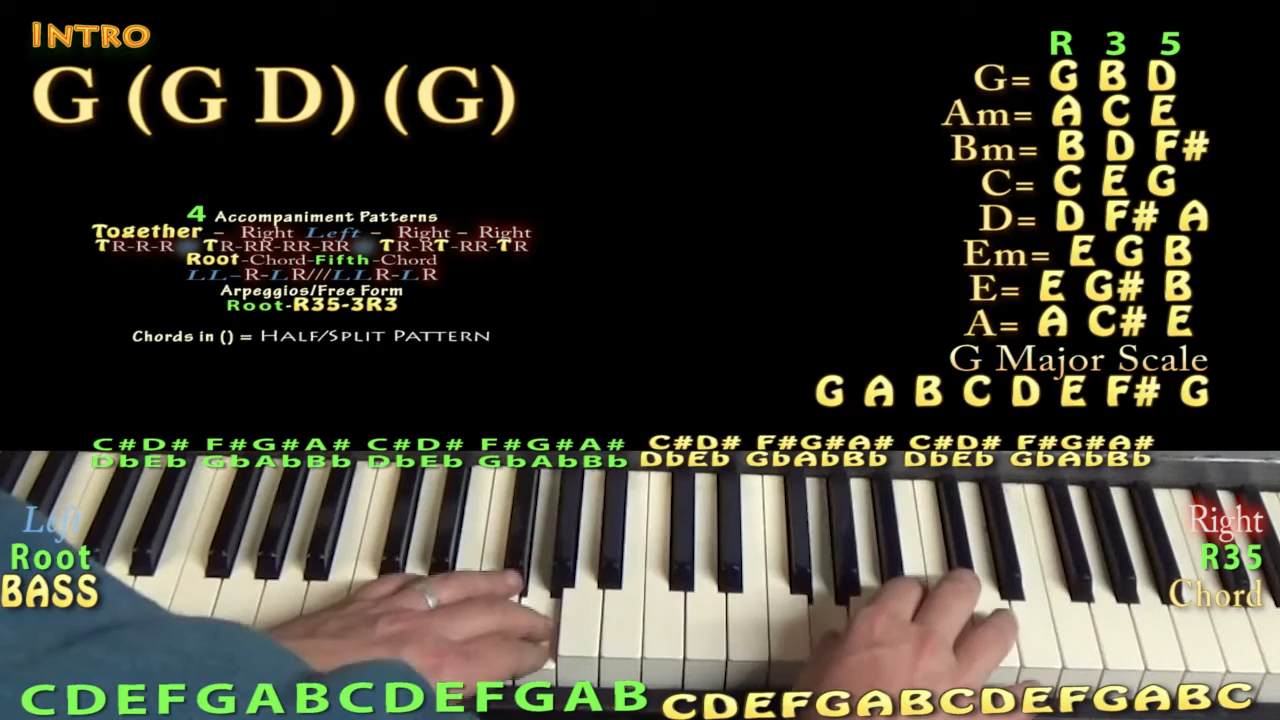 INTRO
G (G D) (G)
4 Accompaniment Patterns
Together - Right Left - Right - Right
TR-R-R TR-RR-RR-RR TR-RT-RR-TR
Root-Chord-Fifth-Chord
LL-R-LR///LLR-LR
Arpeggios/Free Form
Root-R35-3R3
Chords in () = HALF/SPLIT PATTERN
R 3 5
G= G B D
Am= A C E
Bm= B D F#
C= C E G
D= D F# A
Em= E G B
E= E G# B
A= A C# E
G Major Scale
G A B C D E F# G
C#D# F#G#A# C#D# F#G#A# C#D# F#G#A# C#D# F#G#A#
DbEb GbAbBb DbEb GbAbBb DbEb GbAbBb DbEb GbAbBb
Left
Root
BASS
Right
R35
Chord
CDEFGABCDEFGAB CDEFGABCDEFGABC